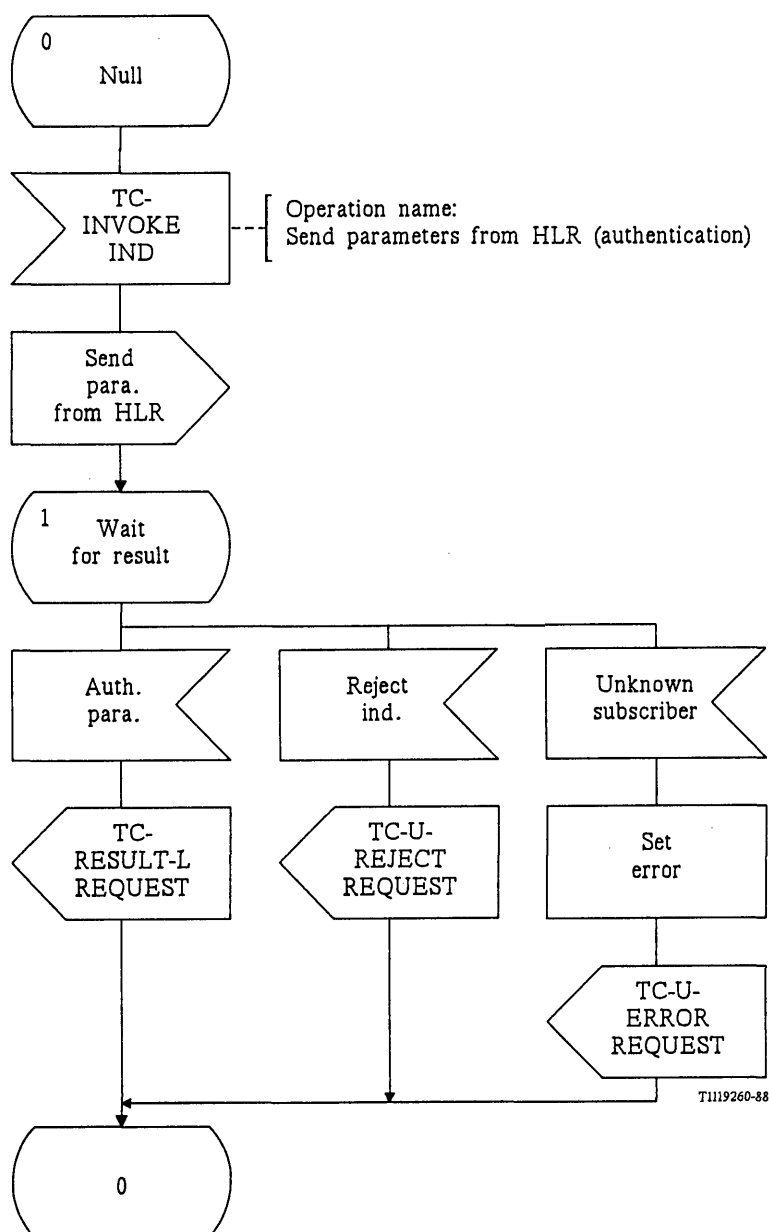 0
Null
TC-
INVOKE
IND
Operation name:
Send parameters from HLR (authentication)
Send
para.
from HLR
1
Wait
for result
Auth.
para.
Reject
ind.
Unknown
subscriber
TC-
RESULT-L
REQUEST
TC-U-
REJECT
REQUEST
Set
error
TC-U-
ERROR
REQUEST
T1119260-88
0